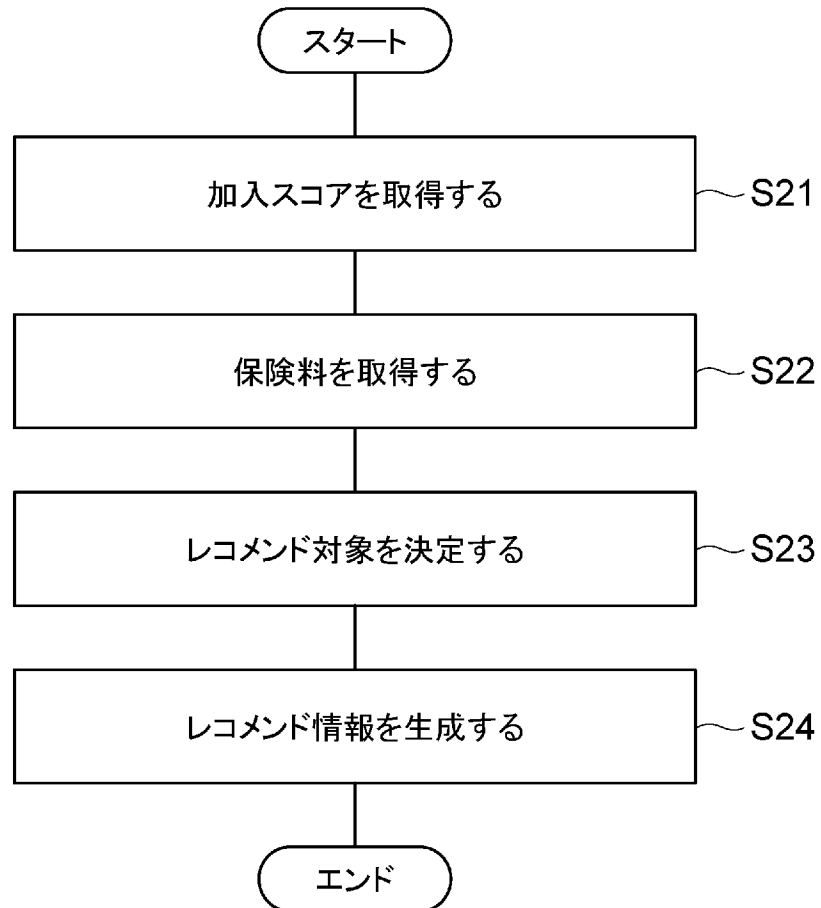 スタート
加入スコアを取得する
S21
保険料を取得する
S22
レコメンド対象を決定する
S23
レコメンド情報を生成する
S24
エンド